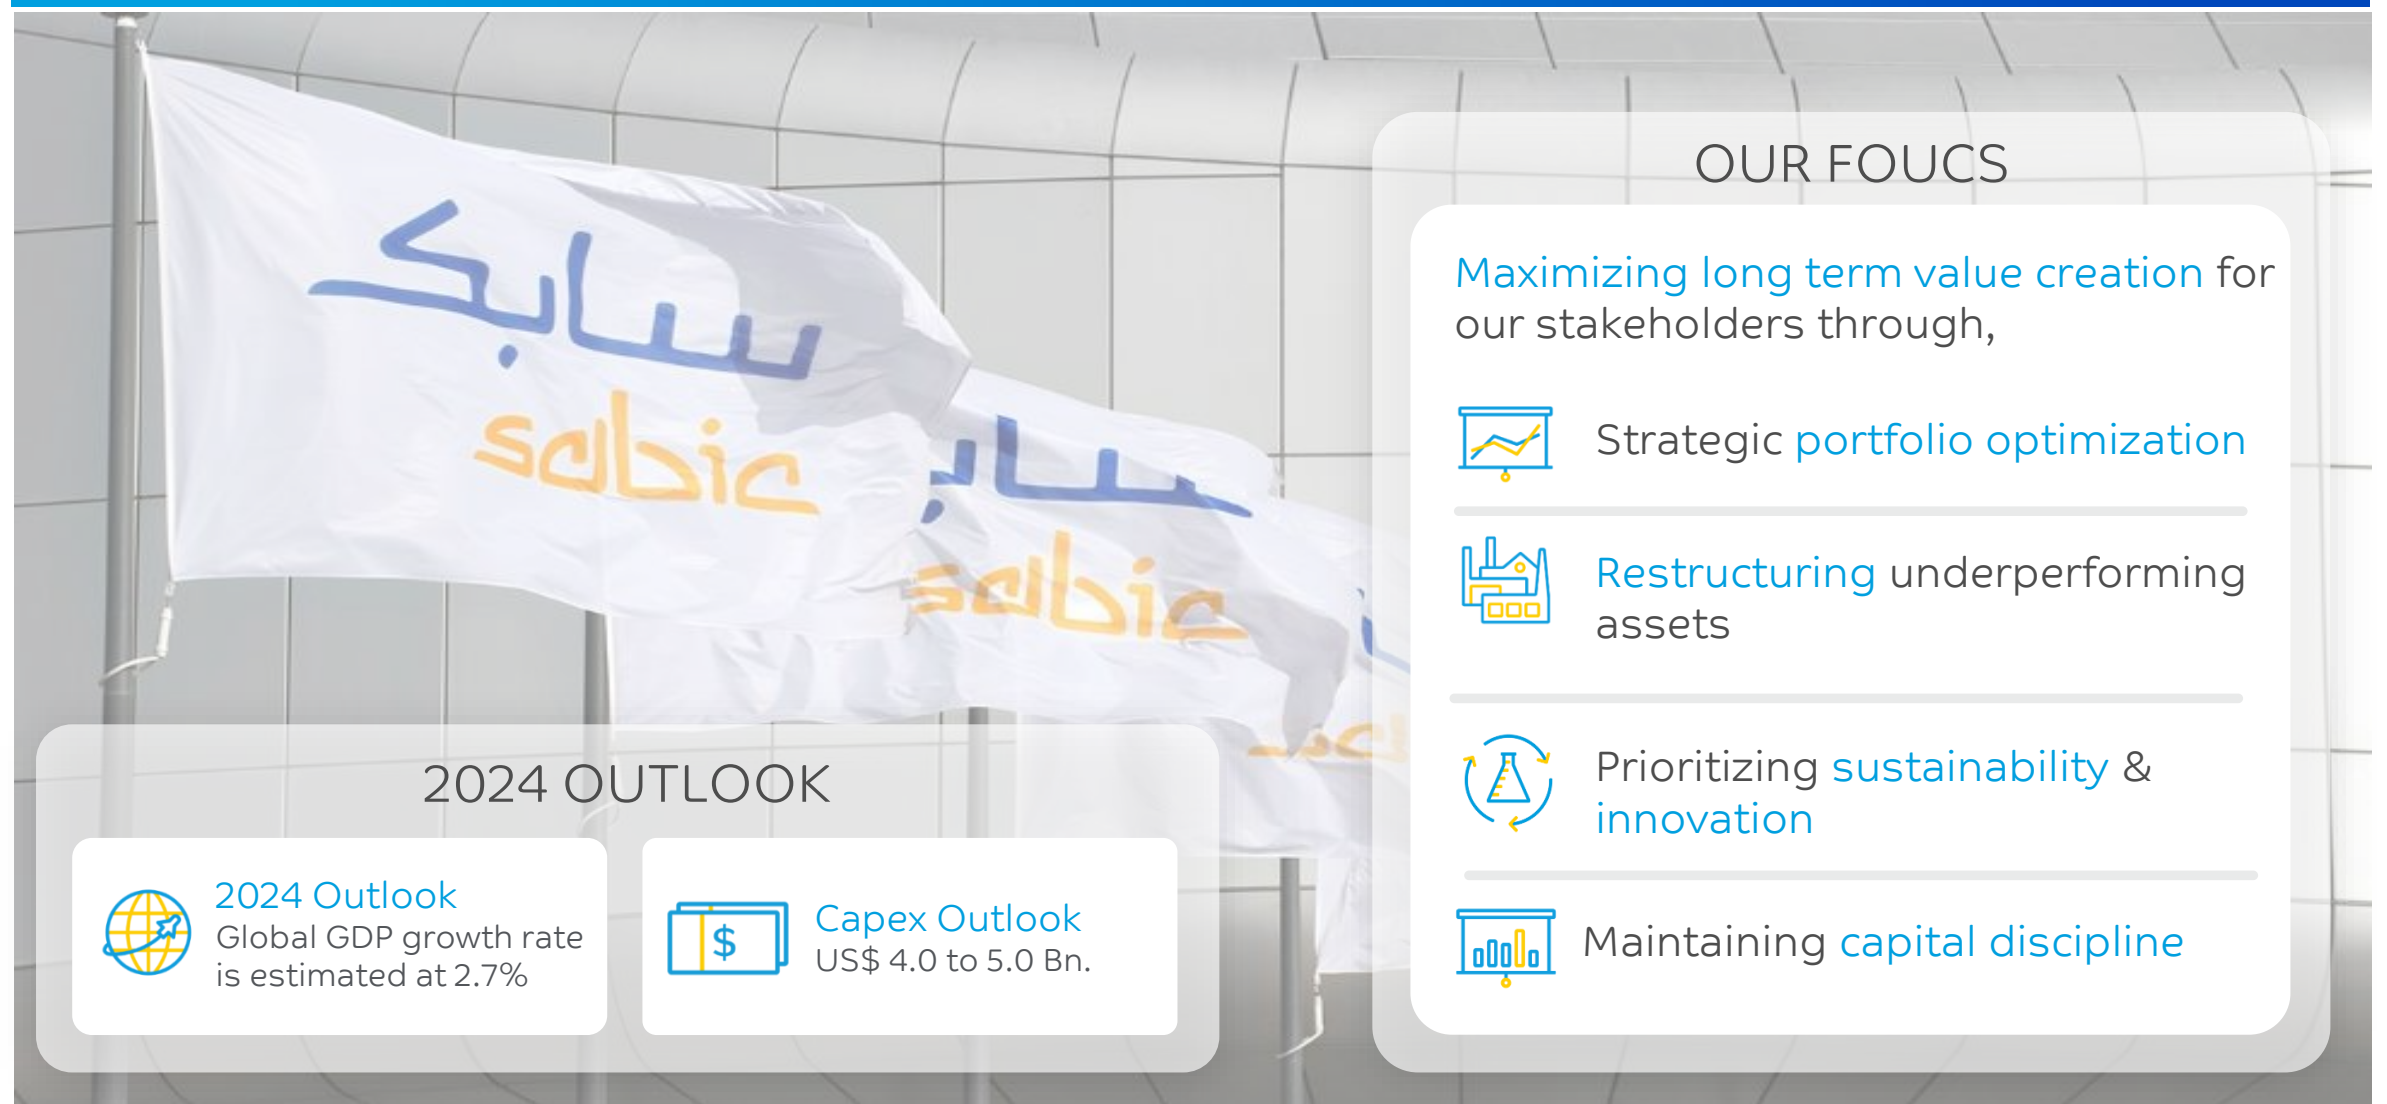 سابك
sabic
ساب
sabic
OUR FOUCS
Maximizing long term value creation for
our stakeholders through,
Strategic portfolio optimization
Restructuring underperforming
assets
Prioritizing sustainability &
innovation
Maintaining capital discipline
2024 OUTLOOK
2024 Outlook
Global GDP growth rate
is estimated at 2.7%
$
Capex Outlook
US$ 4.0 to 5.0 Bn.